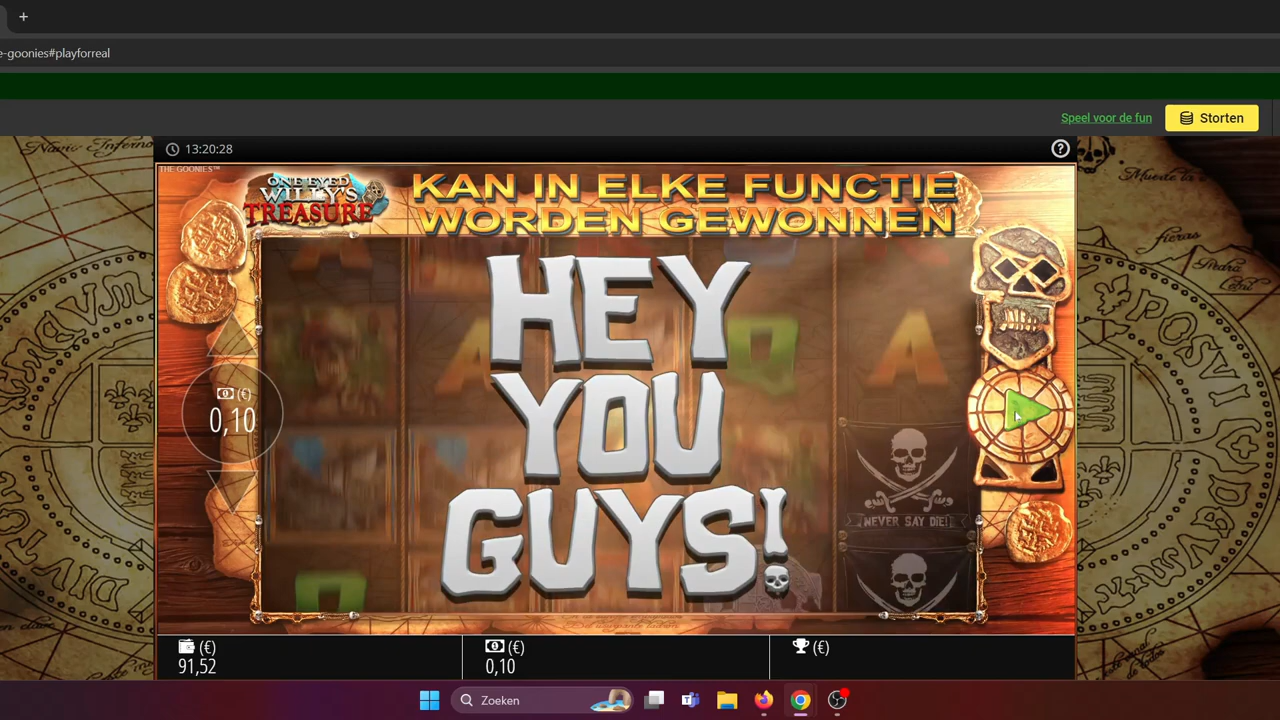 e-goonies#playforreal
Speel voor de fun
Storten
13:20:28
THE GOONIES™
ONE EYED
WILLY'S
TREASURE
KAN IN ELKE FUNCTIE
WORDEN GEWONNEN
HEY
YOU
GUYS!
(€)
0,10
NEVER SAY DIE!
(€)
91,52
(€)
0,10
(€)
Zoeken